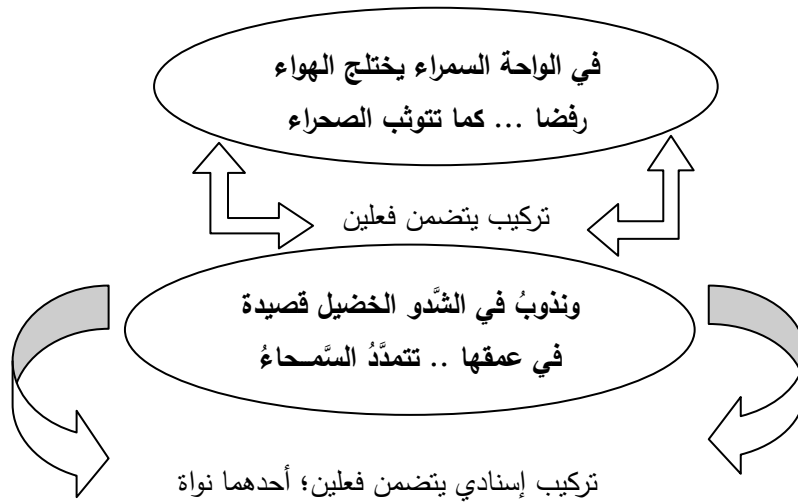 في الواحة السمراء يختلج الهواء
رفضا ... كما تتوثب الصحراء
تركيب يتضمن فعلين
ونذوبُ في الشَّدو الخضيل قصيدة
في عمقها .. تتمدَّدُ السَّمـحاءُ
تركيب إسنادي يتضمن فعلين؛ أحدهما نواة